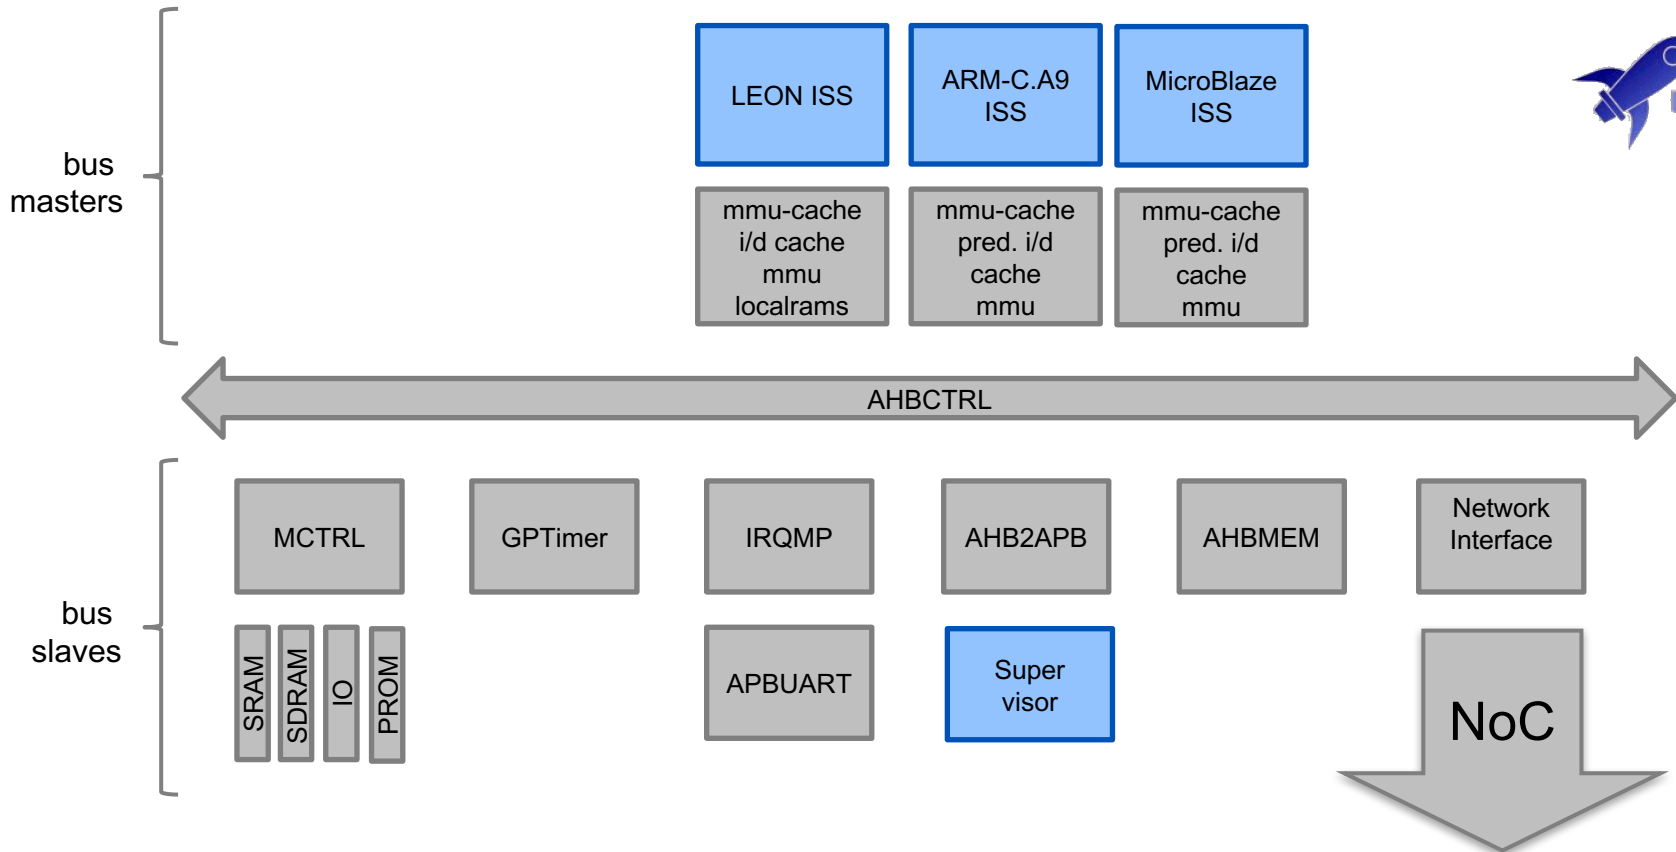 LEON ISS
ARM-C.A9
ISS
MicroBlaze
ISS
bus
masters
mmu-cache
i/d cache
mmu
localrams
mmu-cache
pred. i/d
cache
mmu
mmu-cache
pred. i/d
cache
mmu
AHBCTRL
MCTRL
GPTimer
IRQMP
AHB2APB
AHBMEM
Network
Interface
bus
slaves
SRAM
SDRAM
IO
PROM
APBUART
Super
visor
NoC